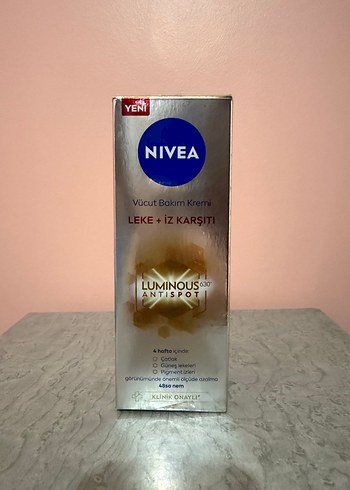 YENİ
NIVEA
Vücut Bakım Kremi
LEKE + İZ KARŞITI
LUMINOUS630
ANTISPOT
4 hafta içinde
Çatlak
Güneş lekeleri
Pigment izleri
görünümünde önemli ölçüde azalma
48sa nem
KLİNİK ONAYLI*